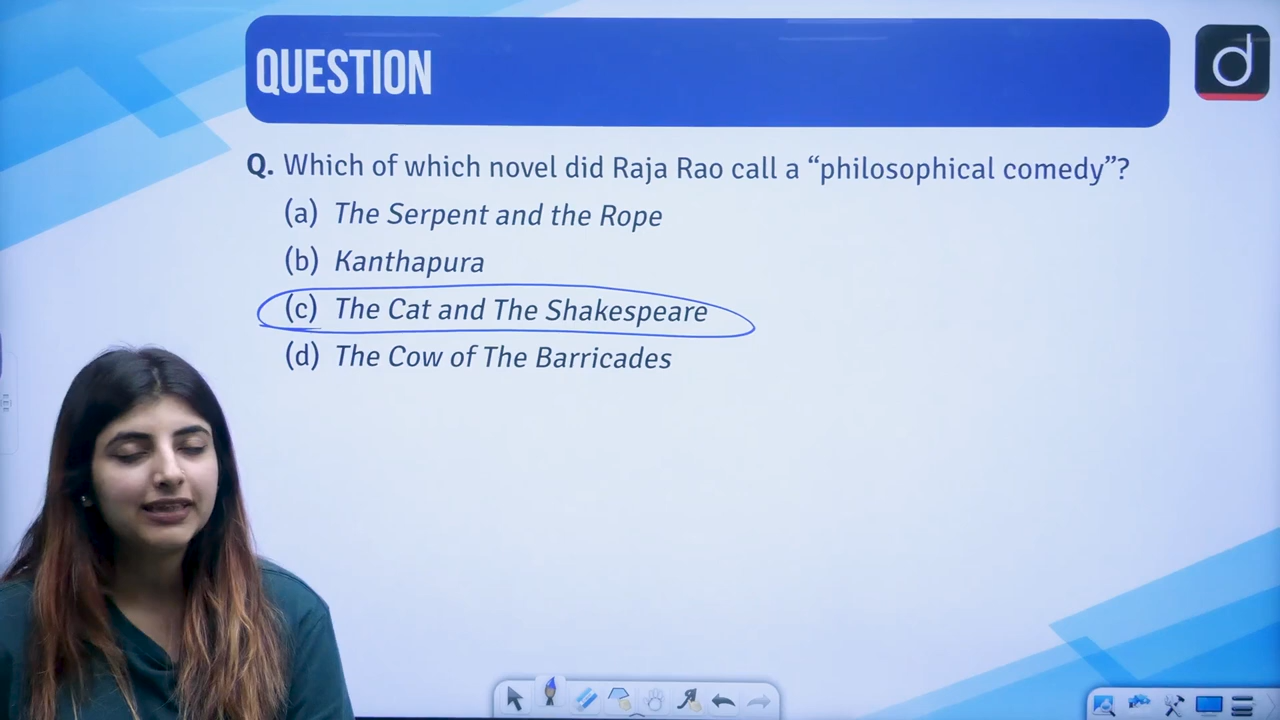 QUESTION
d
Q. Which of which novel did Raja Rao call a “philosophical comedy”?
(a) The Serpent and the Rope
(b) Kanthapura
(c) The Cat and The Shakespeare
(d) The Cow of The Barricades